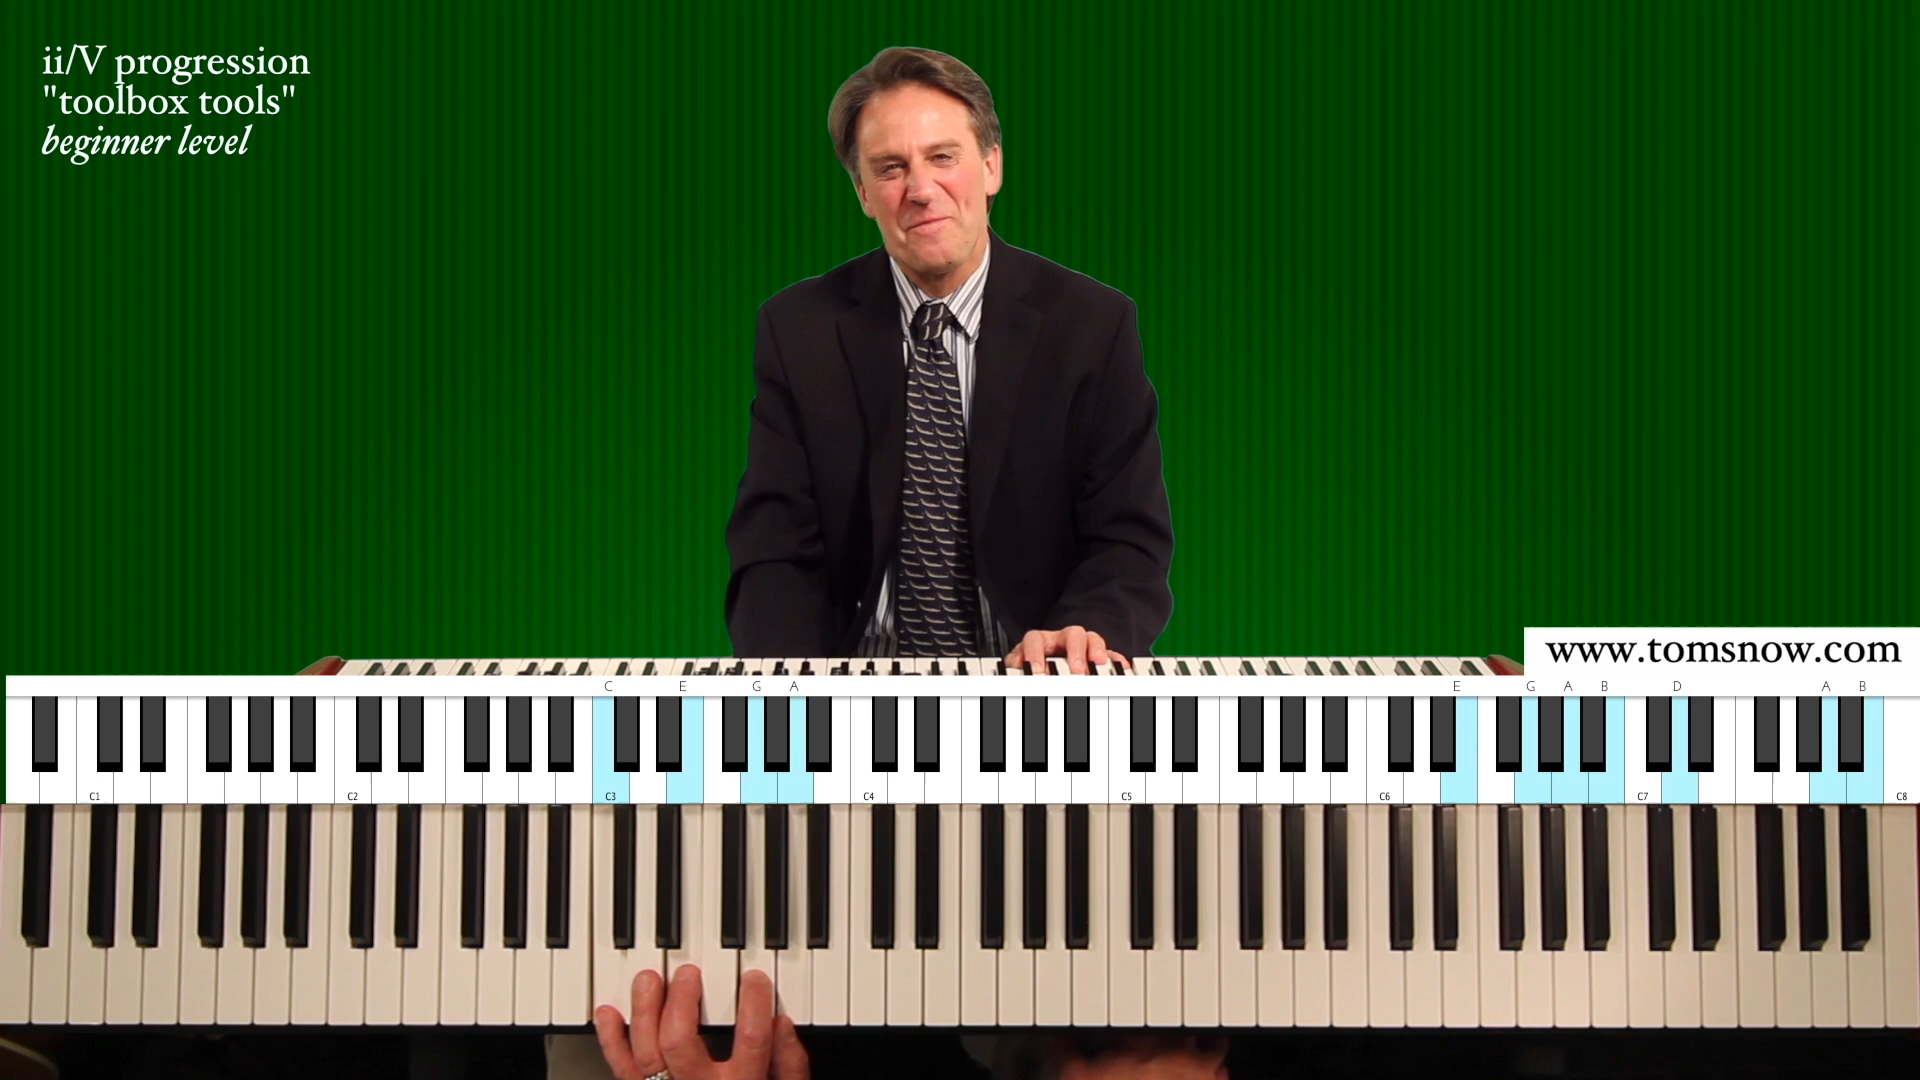 ii/V progression
"toolbox tools"
beginner level
www.tomsnow.com
C E G A E G A B D A B
C1 C2 C3 C4 C5 C6 C7 C8